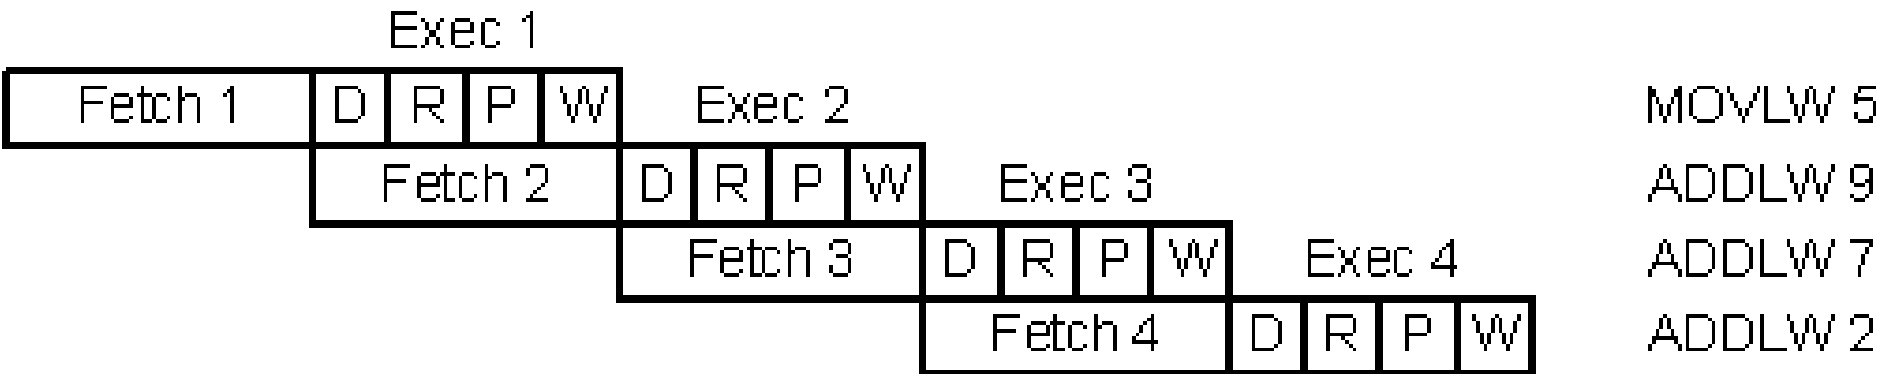 Exec 1
Fetch 1 D R P W Exec 2 MOVLW 5
Fetch 2 D R P W Exec 3 ADDLW 9
Fetch 3 D R P W Exec 4 ADDLW 7
Fetch 4 D R P W ADDLW 2